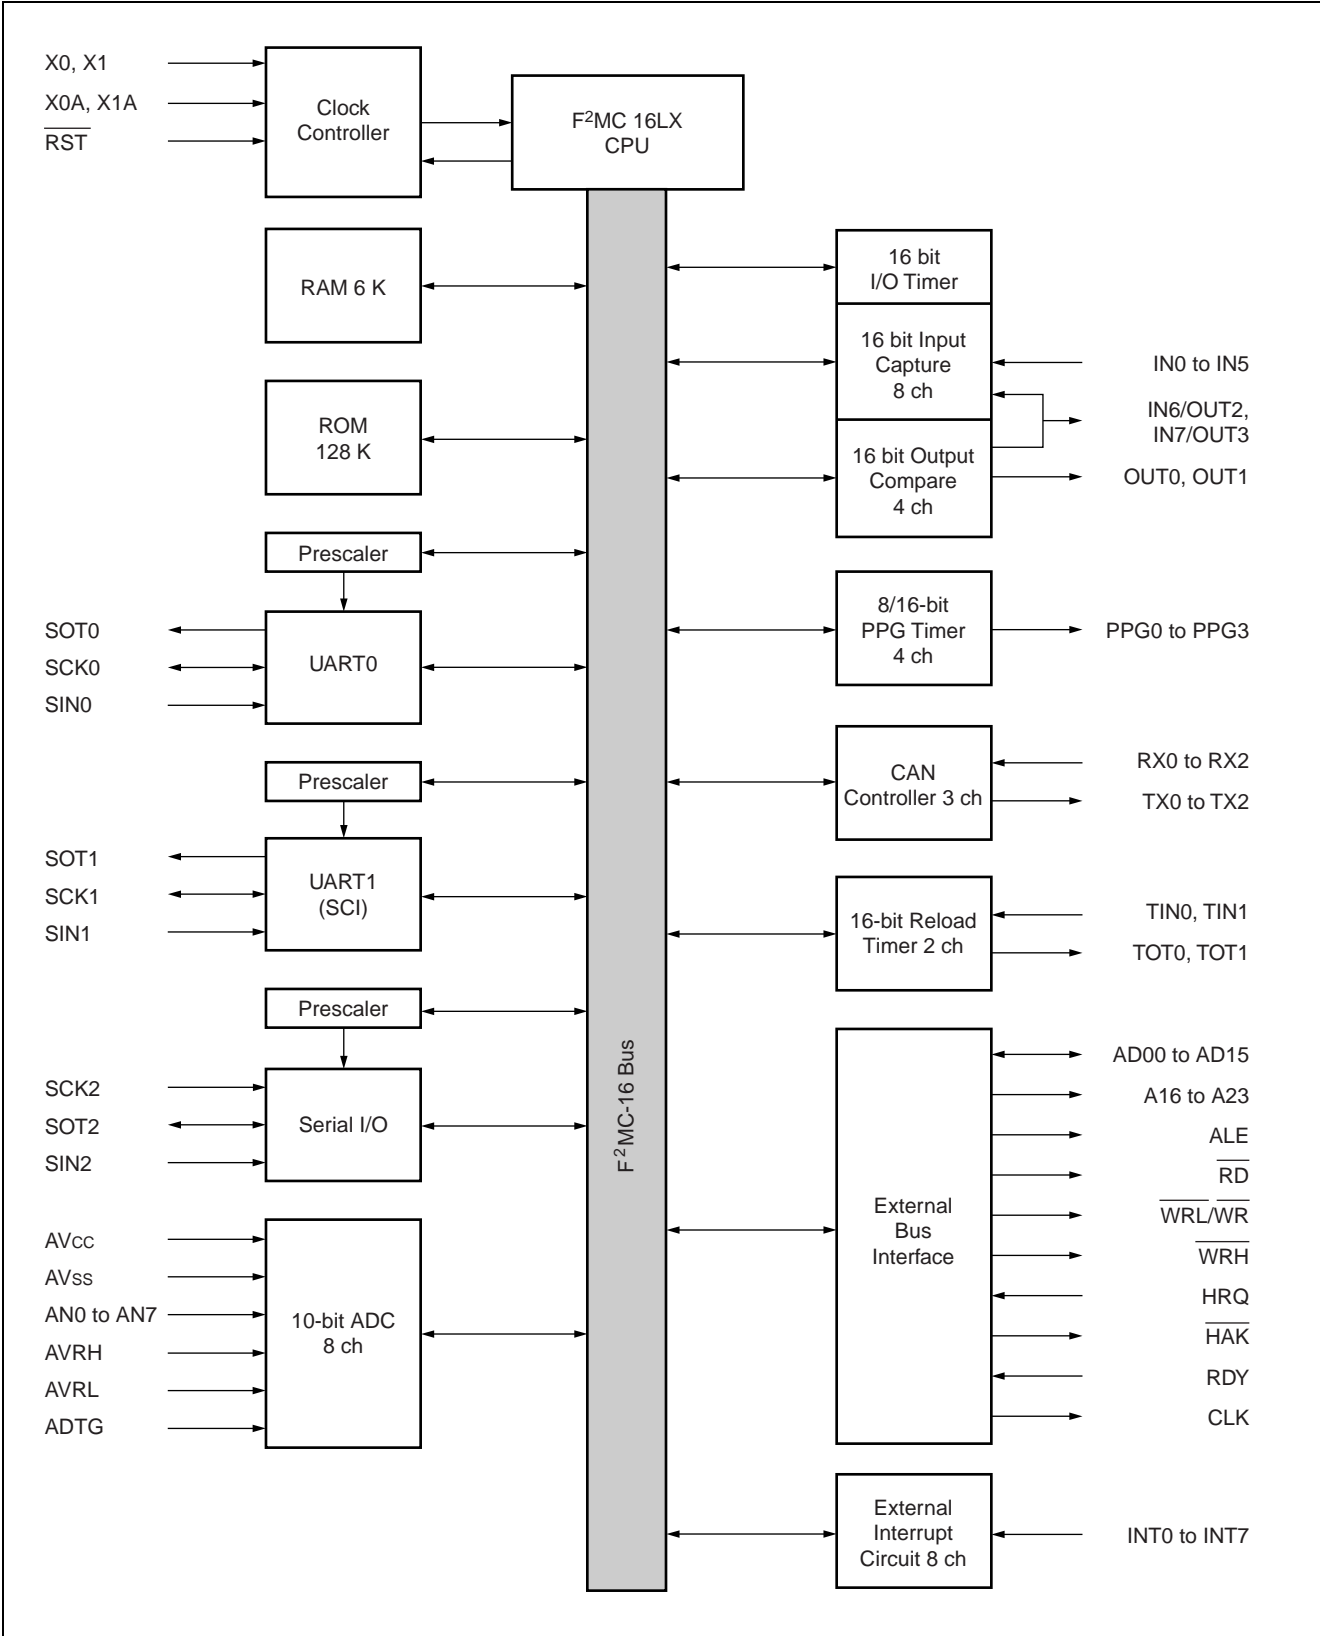 X0, X1
X0A, X1A
RST
Clock
Controller
F²MC 16LX
CPU
RAM 6 K
ROM
128 K
Prescaler
SOT0
SCK0
SIN0
UART0
Prescaler
SOT1
SCK1
SIN1
UART1
(SCI)
Prescaler
SCK2
SOT2
SIN2
Serial I/O
AVCC
AVSS
AN0 to AN7
AVRH
AVRL
ADTG
10-bit ADC
8 ch
F²MC-16 Bus
16 bit
I/O Timer
16 bit Input
Capture
8 ch
16 bit Output
Compare
4 ch
IN0 to IN5
IN6/OUT2,
IN7/OUT3
OUT0, OUT1
8/16-bit
PPG Timer
4 ch
PPG0 to PPG3
CAN
Controller 3 ch
RX0 to RX2
TX0 to TX2
16-bit Reload
Timer 2 ch
TIN0, TIN1
TOT0, TOT1
External
Bus
Interface
AD00 to AD15
A16 to A23
ALE
RD
WRL/WR
WRH
HRQ
HAK
RDY
CLK
External
Interrupt
Circuit 8 ch
INT0 to INT7